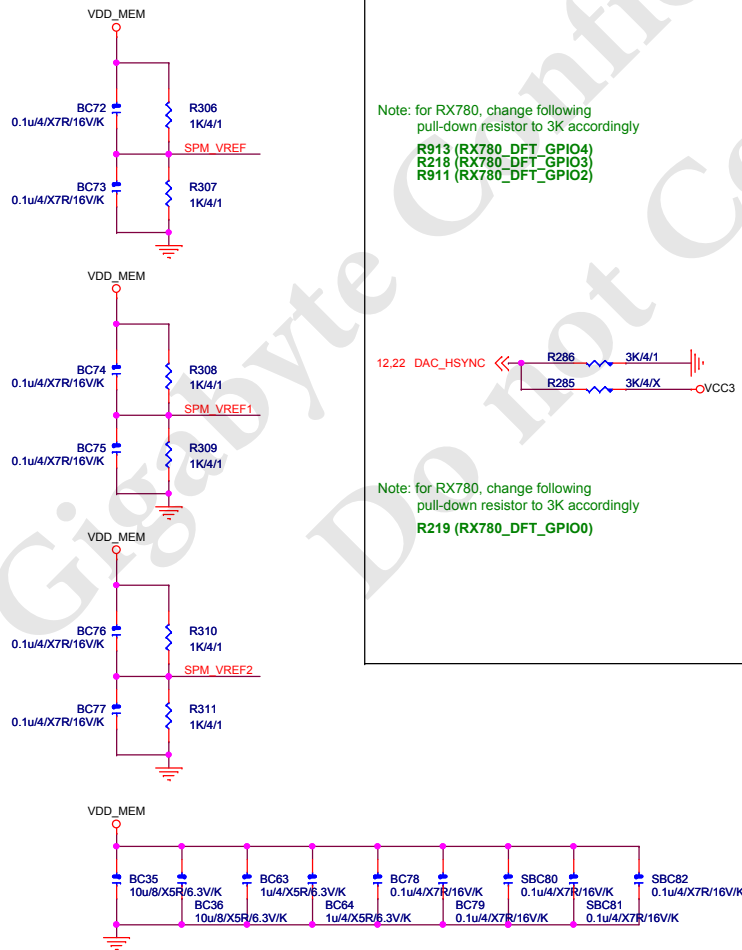 VDD_MEM
BC72
0.1u/4/X7R/16V/K
R306
1K/4/1
SPM_VREF
BC73
0.1u/4/X7R/16V/K
R307
1K/4/1
VDD_MEM
BC74
0.1u/4/X7R/16V/K
R308
1K/4/1
SPM_VREF1
BC75
0.1u/4/X7R/16V/K
R309
1K/4/1
VDD_MEM
BC76
0.1u/4/X7R/16V/K
R310
1K/4/1
SPM_VREF2
BC77
0.1u/4/X7R/16V/K
R311
1K/4/1
Note: for RX780, change following
pull-down resistor to 3K accordingly
R913 (RX780_DFT_GPIO4)
R218 (RX780_DFT_GPIO3)
R911 (RX780_DFT_GPIO2)
12,22 DAC_HSYNC
R286 3K/4/1
R285 3K/4/X
VCC3
Note: for RX780, change following
pull-down resistor to 3K accordingly
R219 (RX780_DFT_GPIO0)
VDD_MEM
BC35
10u/8/X5R/6.3V/K
BC36
10u/8/X5R/6.3V/K
BC63
1u/4/X5R/6.3V/K
BC64
1u/4/X5R/6.3V/K
BC78
0.1u/4/X7R/16V/K
BC79
0.1u/4/X7R/16V/K
SBC80
0.1u/4/X7R/16V/K
SBC81
0.1u/4/X7R/16V/K
SBC82
0.1u/4/X7R/16V/K
Gigabyte Confi
Do not Co